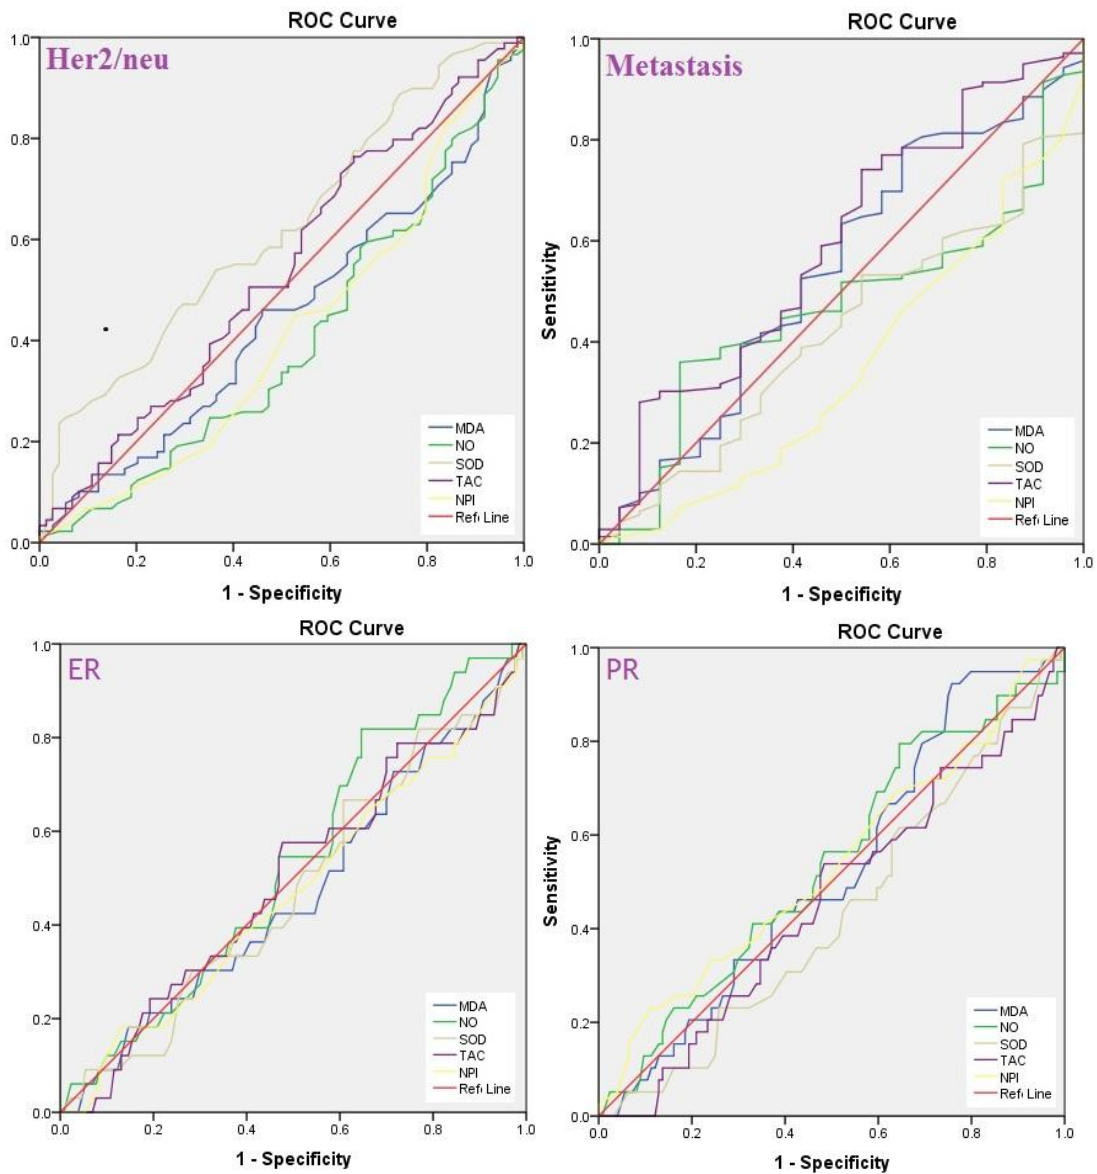 ROC Curve
Her2/neu
1.0
0.8
0.6
0.4
0.2
0.0
0.0 0.2 0.4 0.6 0.8 1.0
1 - Specificity
MDA
NO
SOD
TAC
NPI
Ref Line
ROC Curve
Metastasis
Sensitivity
1.0
0.8
0.6
0.4
0.2
0.0
0.0 0.2 0.4 0.6 0.8 1.0
1 - Specificity
MDA
NO
SOD
TAC
NPI
Ref Line
ROC Curve
ER
1.0
0.8
0.6
0.4
0.2
0.0
0.0 0.2 0.4 0.6 0.8 1.0
1 - Specificity
MDA
NO
SOD
TAC
NPI
Ref Line
ROC Curve
PR
Sensitivity
1.0
0.8
0.6
0.4
0.2
0.0
0.0 0.2 0.4 0.6 0.8 1.0
1 - Specificity
MDA
NO
SOD
TAC
NPI
Ref Line